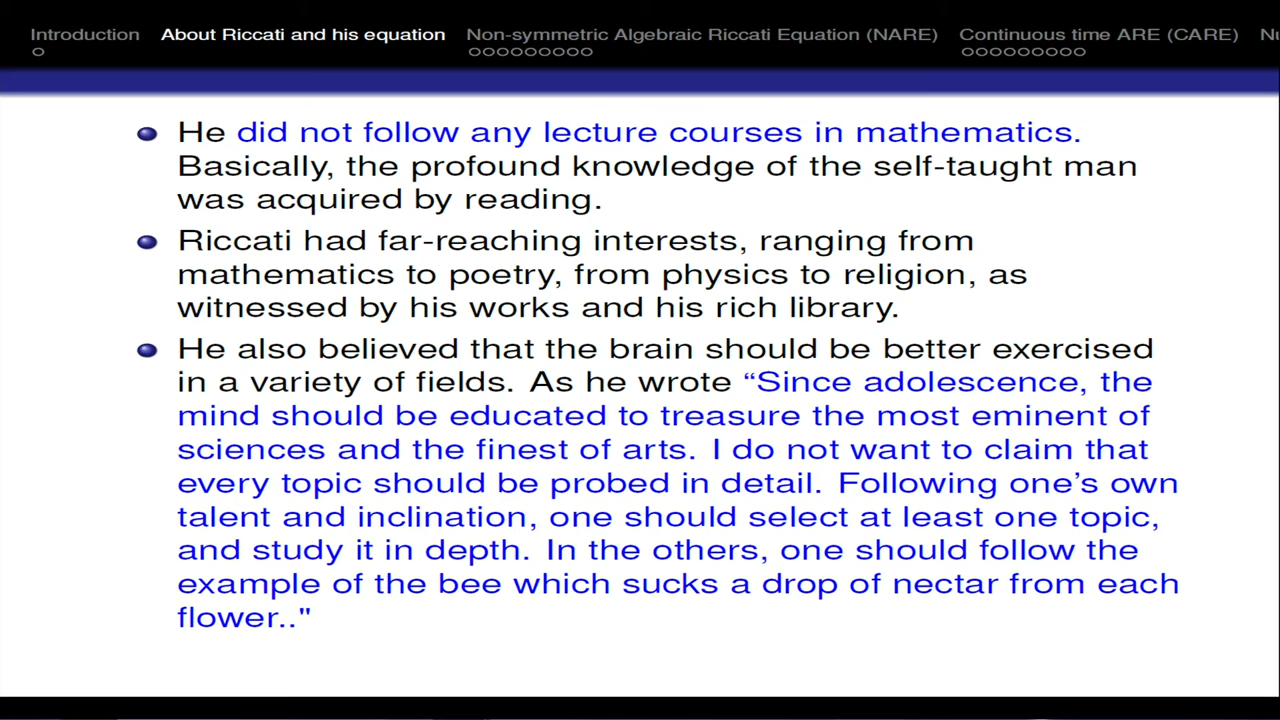 Introduction About Riccati and his equation Non-symmetric Algebraic Riccati Equation (NARE) Continuous time ARE (CARE)
He did not follow any lecture courses in mathematics.
Basically, the profound knowledge of the self-taught man
was acquired by reading.
Riccati had far-reaching interests, ranging from
mathematics to poetry, from physics to religion, as
witnessed by his works and his rich library.
He also believed that the brain should be better exercised
in a variety of fields. As he wrote “Since adolescence, the
mind should be educated to treasure the most eminent of
sciences and the finest of arts. I do not want to claim that
every topic should be probed in detail. Following one’s own
talent and inclination, one should select at least one topic,
and study it in depth. In the others, one should follow the
example of the bee which sucks a drop of nectar from each
flower.."